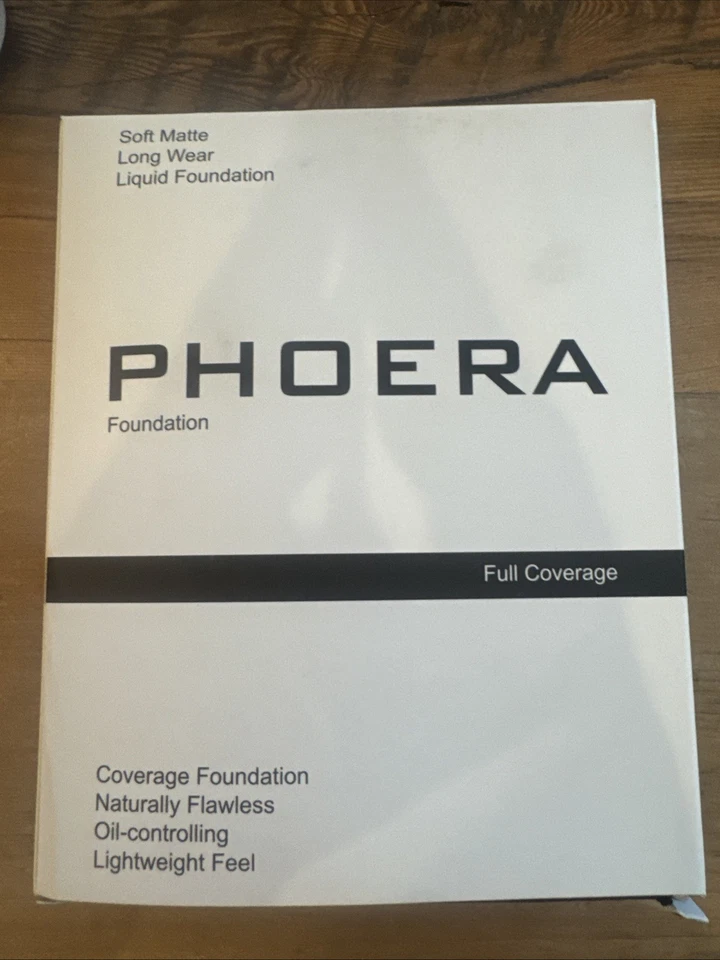 Soft Matte
Long Wear
Liquid Foundation
PHOERA
Foundation
Full Coverage
Coverage Foundation
Naturally Flawless
Oil-controlling
Lightweight Feel